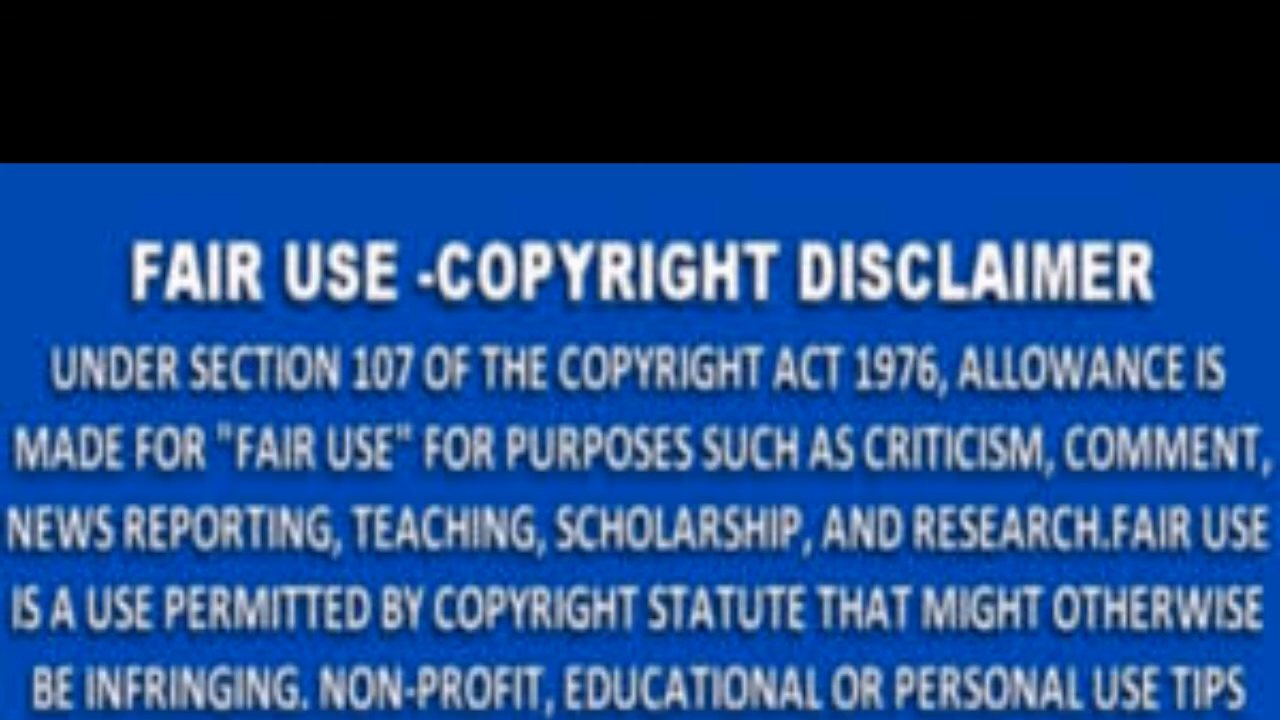 FAIR USE -COPYRIGHT DISCLAIMER
UNDER SECTION 107 OF THE COPYRIGHT ACT 1976, ALLOWANCE IS
MADE FOR "FAIR USE" FOR PURPOSES SUCH AS CRITICISM, COMMENT,
NEWS REPORTING, TEACHING, SCHOLARSHIP, AND RESEARCH.FAIR USE
IS A USE PERMITTED BY COPYRIGHT STATUTE THAT MIGHT OTHERWISE
BE INFRINGING. NON-PROFIT, EDUCATIONAL OR PERSONAL USE TIPS